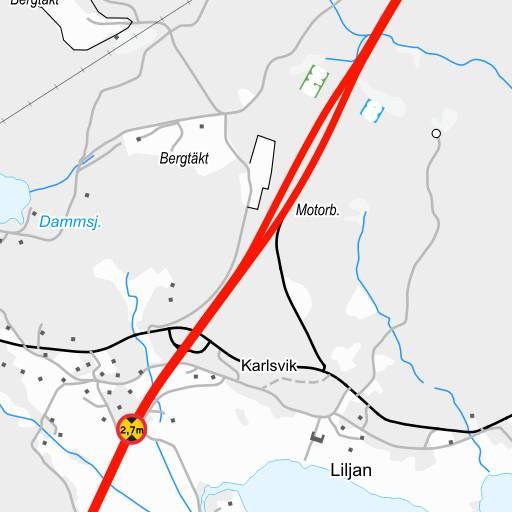 Bergtäkt
Bergtäkt
Motorb.
Dammsj.
Karlsvik
2,7m
Liljan